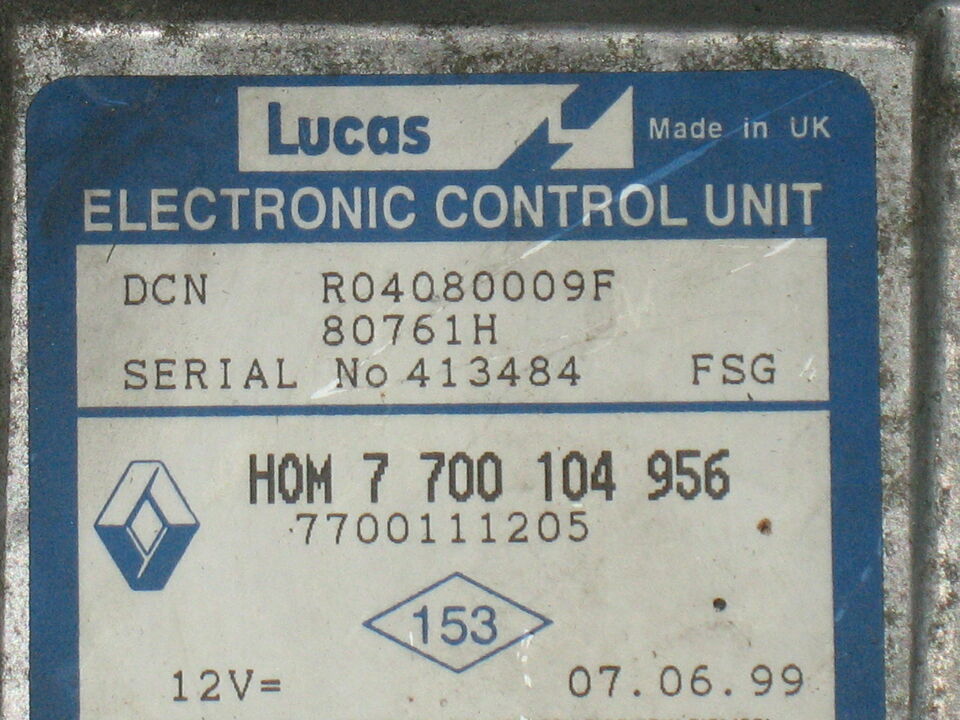 Lucas Made in UK
ELECTRONIC CONTROL UNIT
DCN R04080009F
80761H
SERIAL No 413484 FSG
HOM 7 700 104 956
7700111205
153
12V= 07.06.99